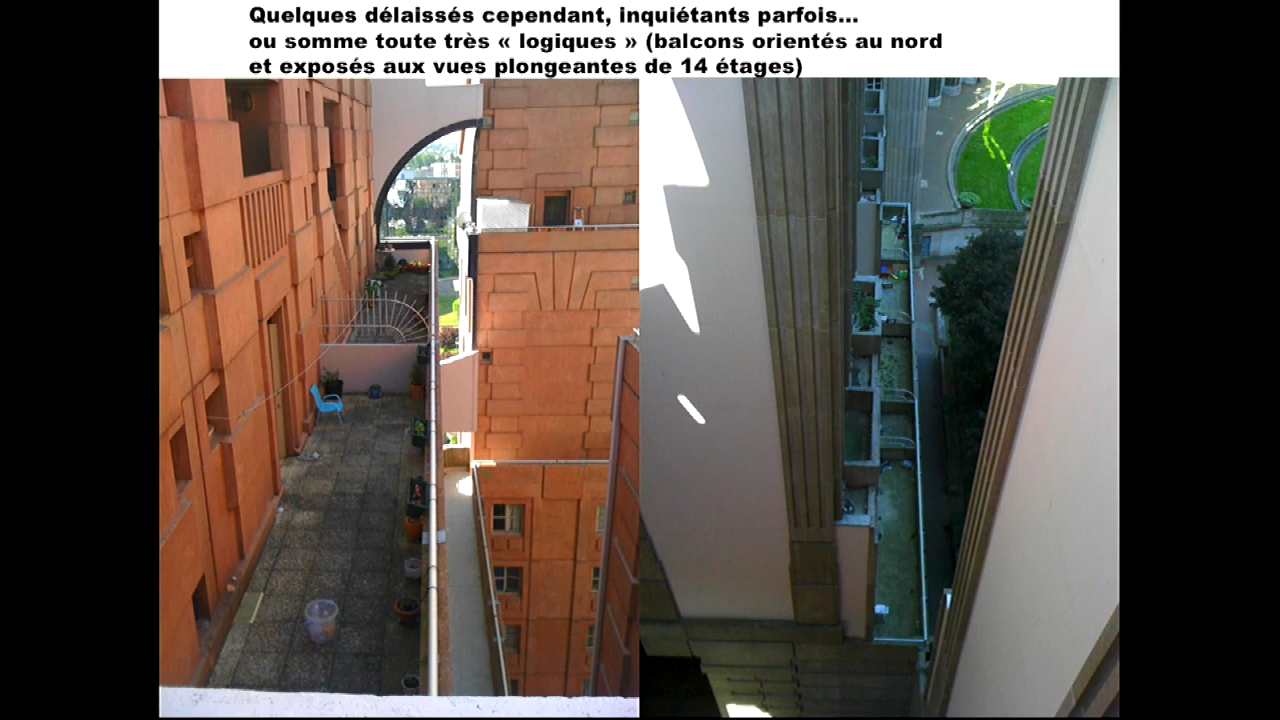 Quelques délaissés cependant, inquiétants parfois...
ou somme toute très « logiques » (balcons orientés au nord
et exposés aux vues plongeantes de 14 étages)